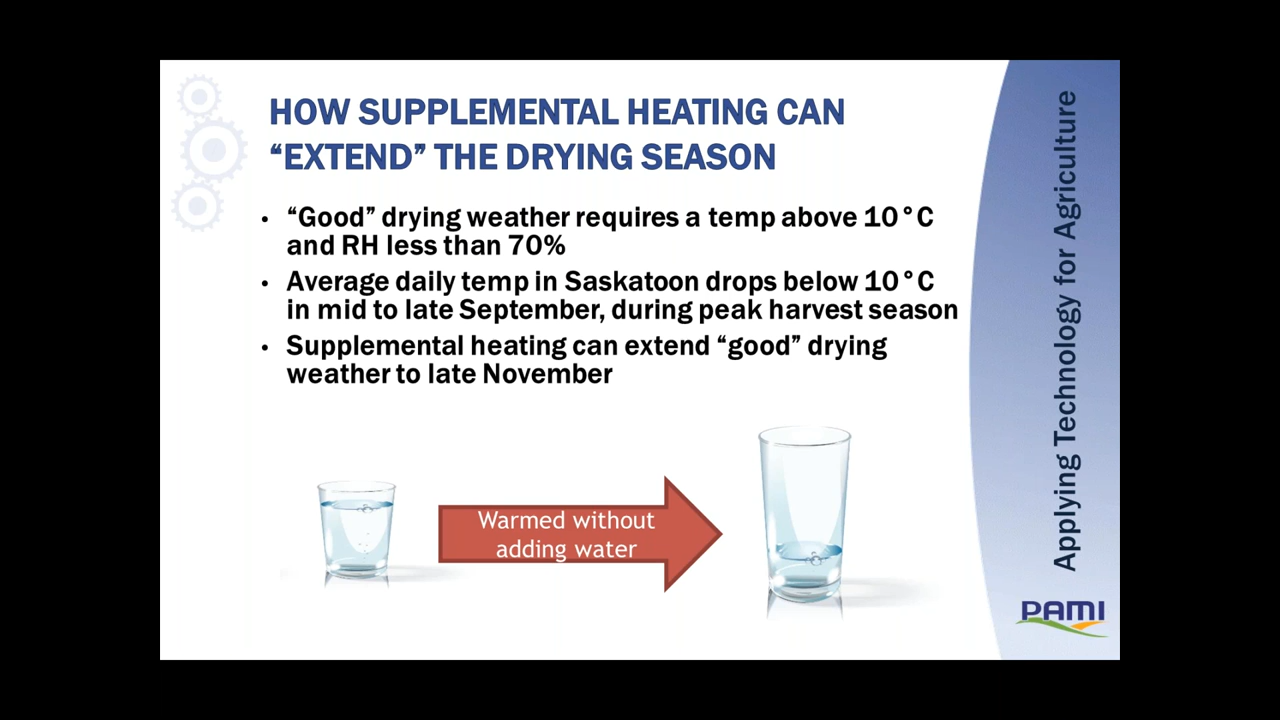 HOW SUPPLEMENTAL HEATING CAN
“EXTEND” THE DRYING SEASON
• “Good” drying weather requires a temp above 10°C
and RH less than 70%
• Average daily temp in Saskatoon drops below 10°C
in mid to late September, during peak harvest season
• Supplemental heating can extend “good” drying
weather to late November
Warmed without
adding water
Applying Technology for Agriculture
PAMI